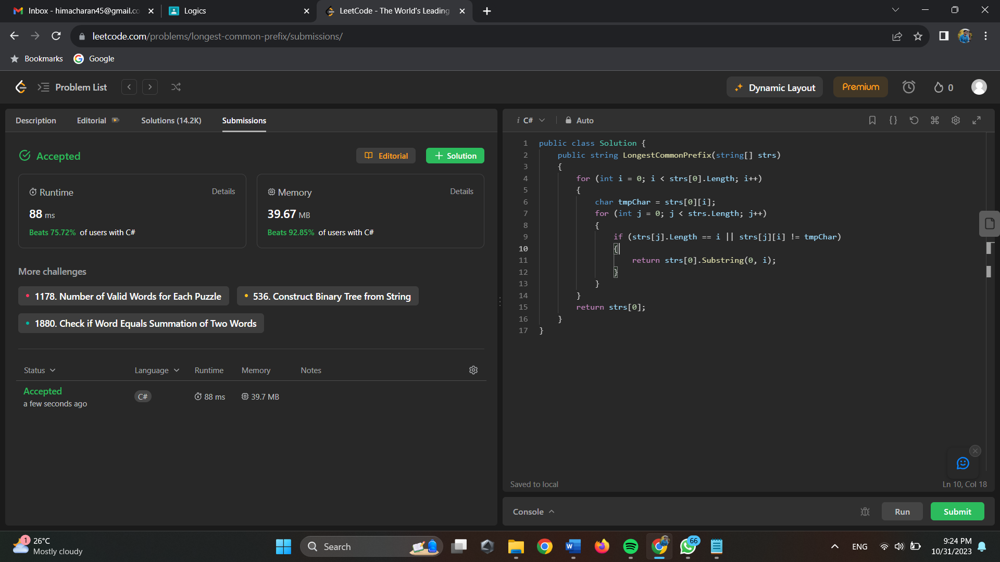 Inbox - himacharan45@gmail.co
Logics
LeetCode - The World's Leading
leetcode.com/problems/longest-common-prefix/submissions/
Bookmarks
Google
Problem List
Dynamic Layout
Premium
0
Description
Editorial
Solutions (14.2K)
Submissions
Accepted
Editorial
+ Solution
Runtime
Details
88 ms
Beats 75.72% of users with C#
Memory
Details
39.67 MB
Beats 92.85% of users with C#
More challenges
1178. Number of Valid Words for Each Puzzle
536. Construct Binary Tree from String
1880. Check if Word Equals Summation of Two Words
Status
Language
Runtime
Memory
Notes
Accepted
a few seconds ago
C#
88 ms
39.7 MB
i C#
Auto
1 public class Solution {
2 public string LongestCommonPrefix(string[] strs)
3 {
4 for (int i = 0; i < strs[0].Length; i++)
5 {
6 char tmpChar = strs[0][i];
7 for (int j = 0; j < strs.Length; j++)
8 {
9 if (strs[j].Length == i || strs[j][i] != tmpChar)
10 {
11 return strs[0].Substring(0, i);
12 }
13 }
14 }
15 return strs[0];
16 }
17 }
Saved to local
Ln 10, Col 18
Console
Run
Submit
1
26°C
Mostly cloudy
Search
66
ENG
9:24 PM
10/31/2023